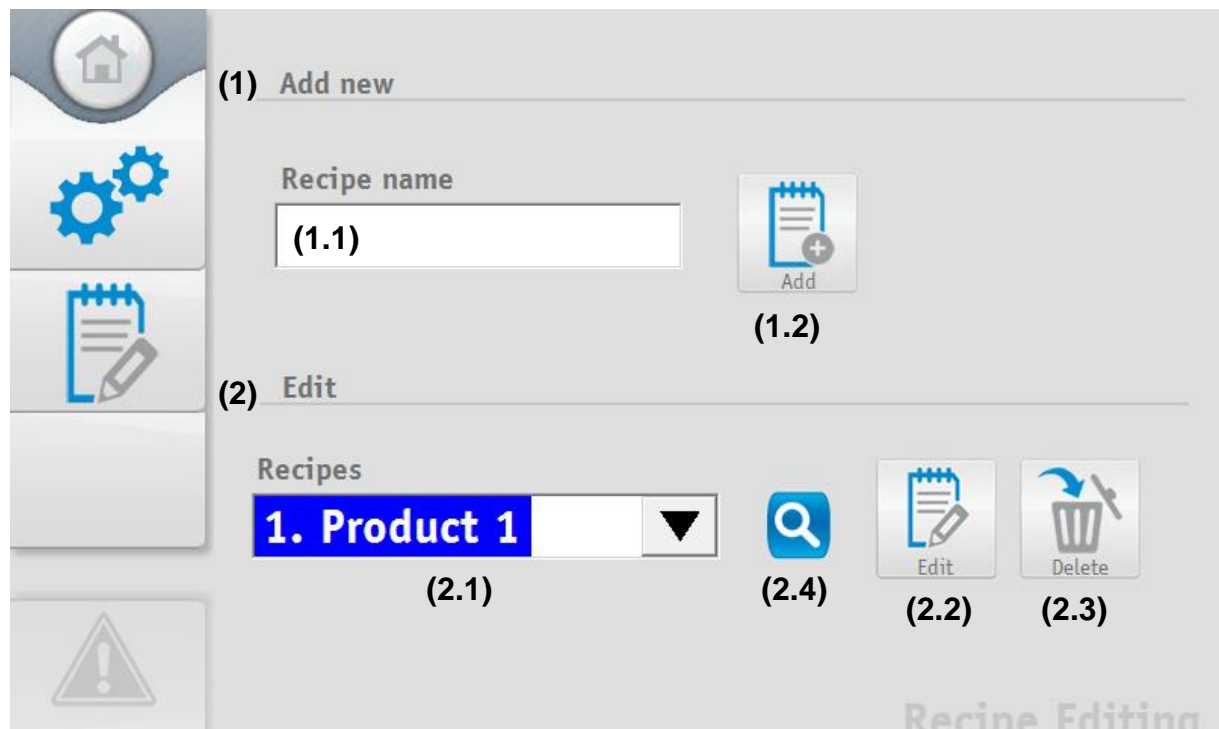 (1) Add new
Recipe name
(1.1)
Add
(1.2)
(2) Edit
Recipes
1. Product 1
Edit
Delete
(2.1)
(2.4)
(2.2)
(2.3)
Recipe Editing